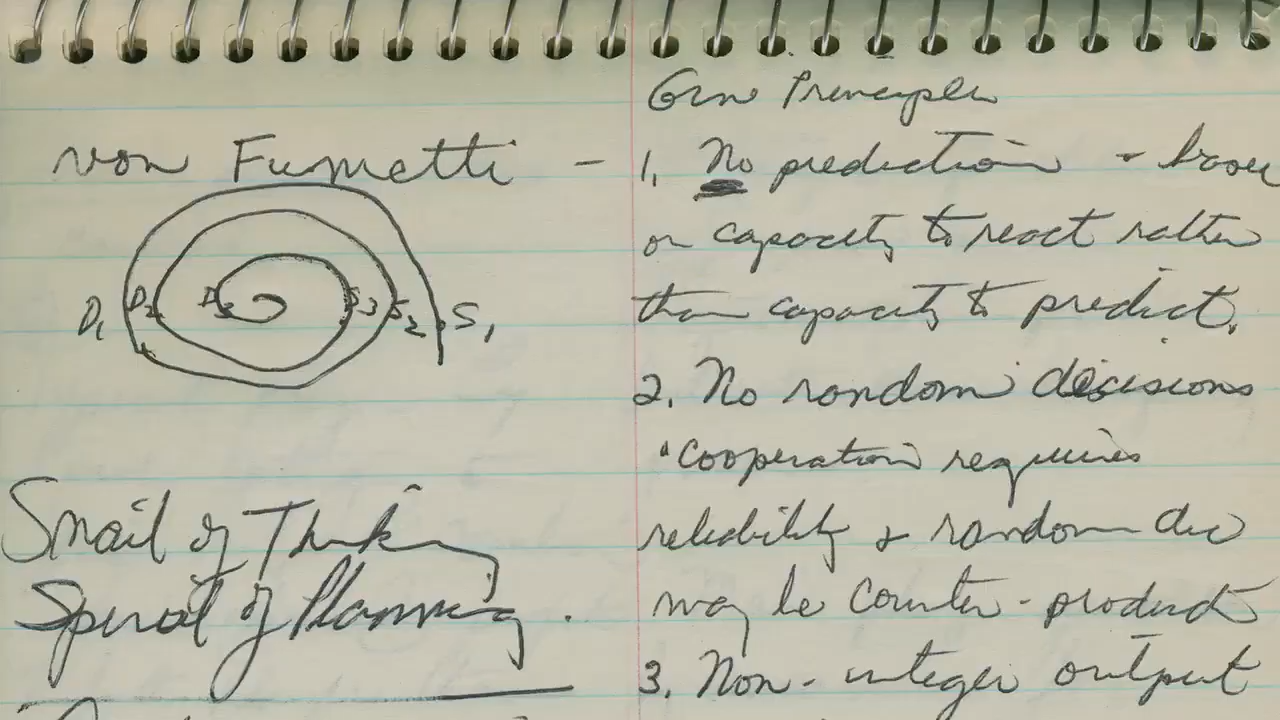 von Fumetti -
D1 D2 D3 S3 S2 S1
Snail of Thinking
Spiral of Planning.
Gen Principles
1. No prediction - base
on capacity to react rather
than capacity to predict.
2. No random decisions
"cooperation requires
reliability & random dec
may be counter-product
3. Non-integer output